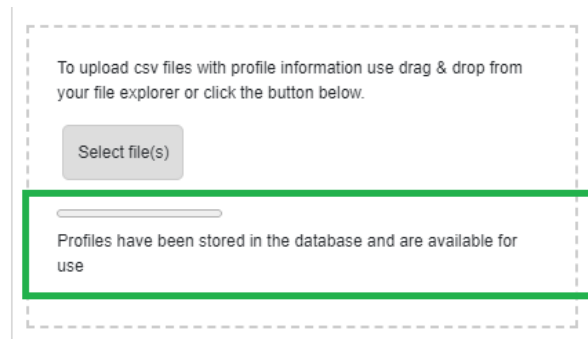 To upload csv files with profile information use drag & drop from
your file explorer or click the button below.
Select file(s)
Profiles have been stored in the database and are available for
use